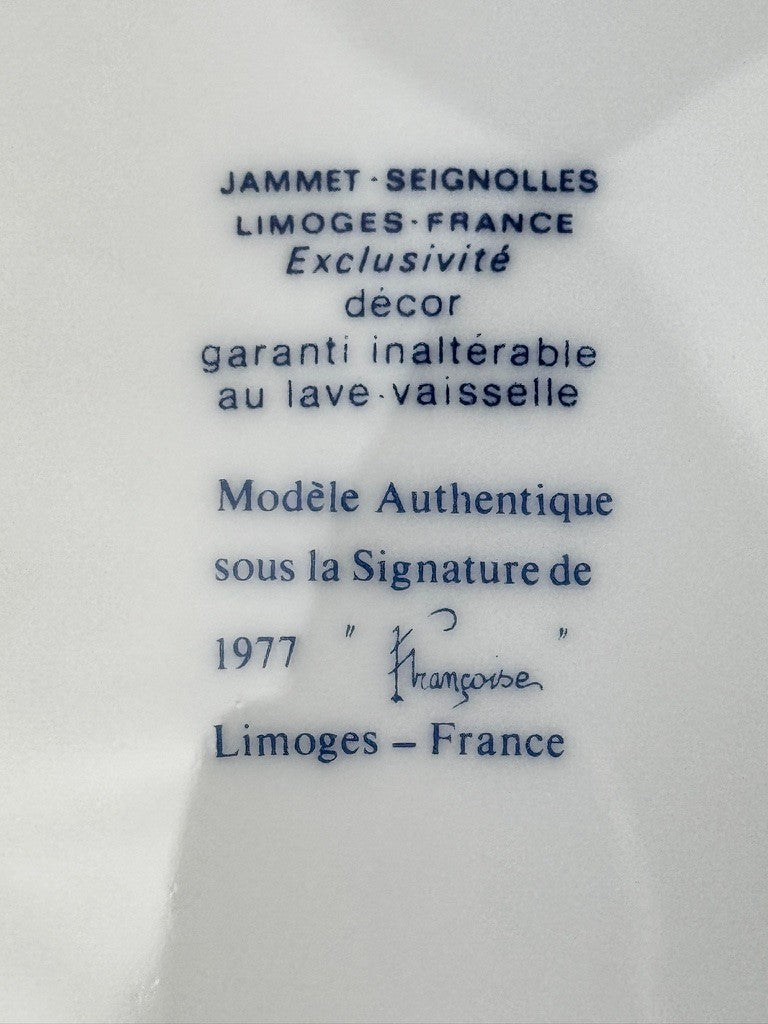 JAMMET · SEIGNOLLES
LIMOGES · FRANCE
Exclusivité
décor
garanti inaltérable
au lave-vaisselle
Modèle Authentique
sous la Signature de
1977 " Françoise "
Limoges – France